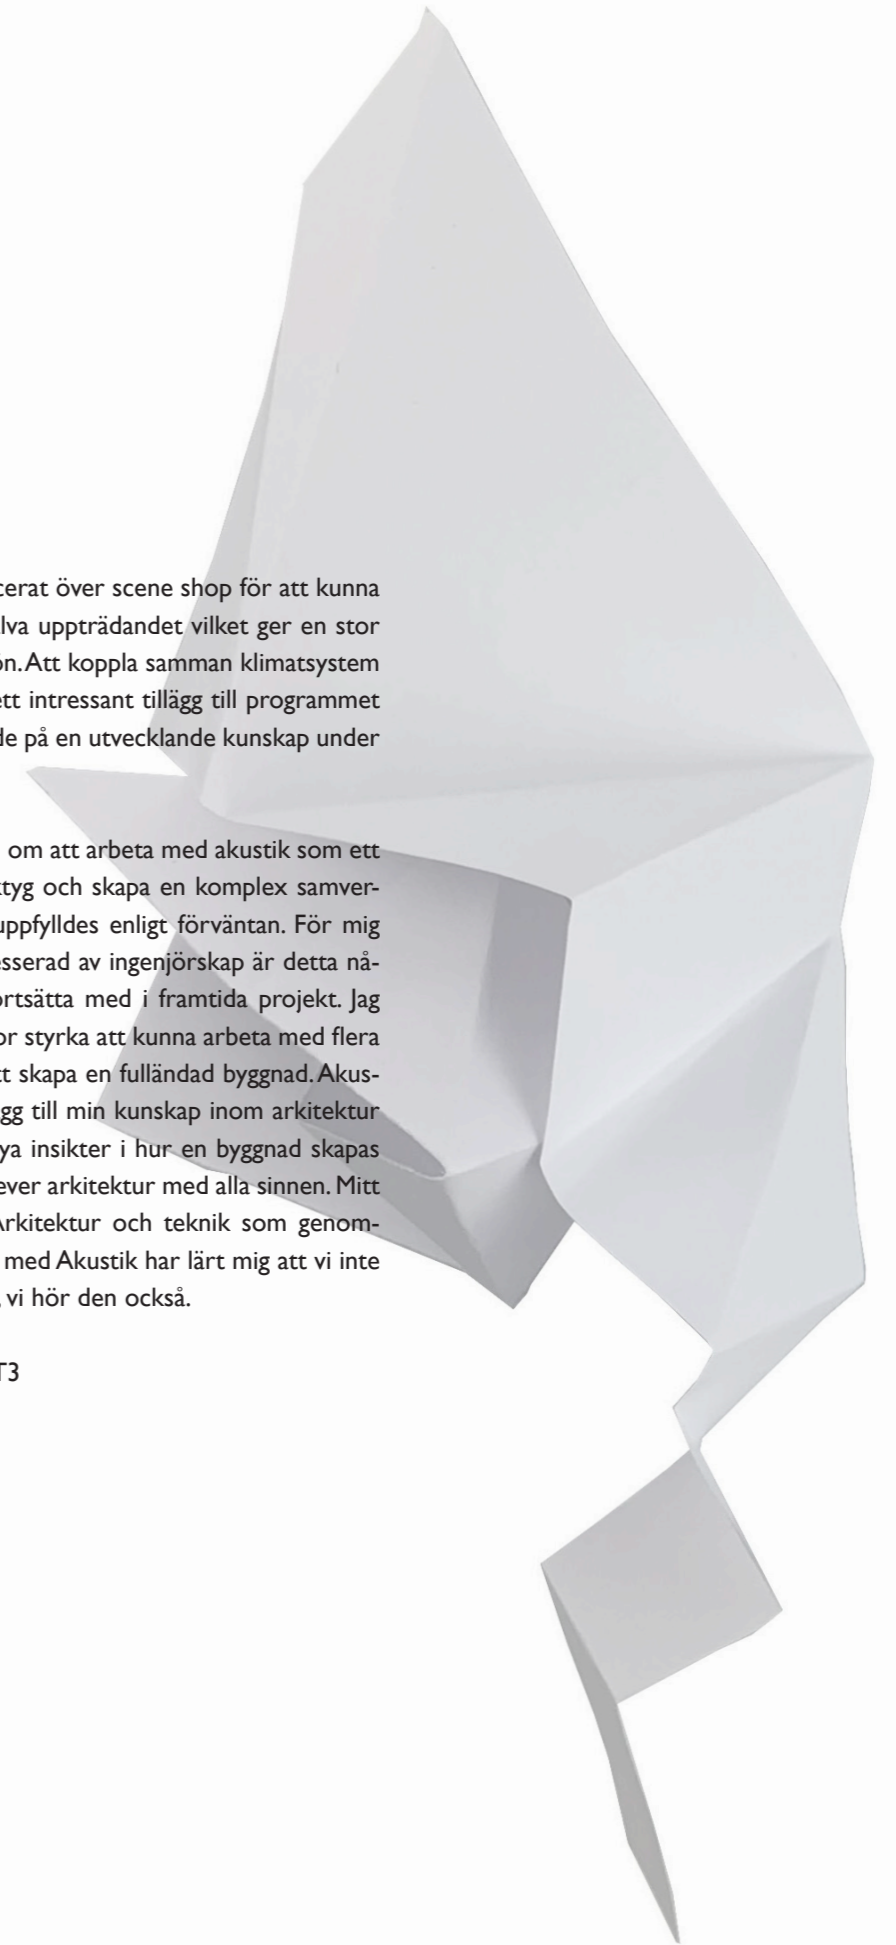 cerat över scene shop för att kunna
lva uppträdandet vilket ger en stor
ön. Att koppla samman klimatsystem
ett intressant tillägg till programmet
de på en utvecklande kunskap under
om att arbeta med akustik som ett
ktyg och skapa en komplex samver-
uppfylldes enligt förväntan. För mig
esserad av ingenjörskap är detta nå-
ortsätta med i framtida projekt. Jag
or styrka att kunna arbeta med flera
tt skapa en fulländad byggnad. Akus-
gg till min kunskap inom arkitektur
ya insikter i hur en byggnad skapas
ever arkitektur med alla sinnen. Mitt
Arkitektur och teknik som genom-
med Akustik har lärt mig att vi inte
, vi hör den också.
T3